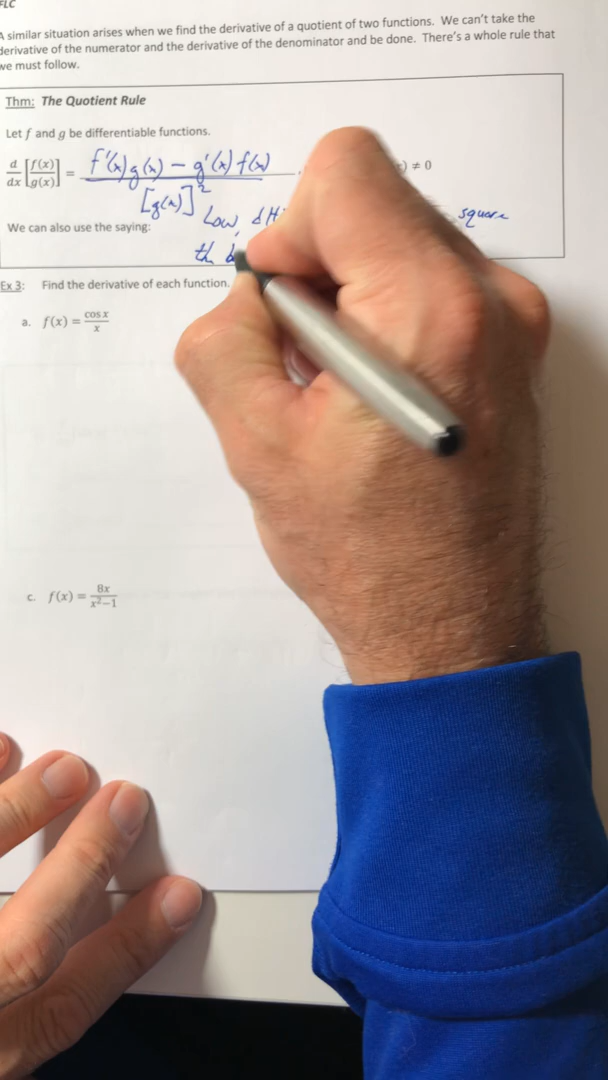 FLC
A similar situation arises when we find the derivative of a quotient of two functions. We can't take the
derivative of the numerator and the derivative of the denominator and be done. There's a whole rule that
we must follow.
Thm: The Quotient Rule
Let f and g be differentiable functions.
d/dx [f(x)/g(x)] = f'(x)g(x) − g'(x)f(x) / [g(x)]² ) ≠ 0
Low, dHi square
We can also use the saying:
th b
Ex 3: Find the derivative of each function.
a. f(x) = cos x / x
c. f(x) = 8x / x²−1